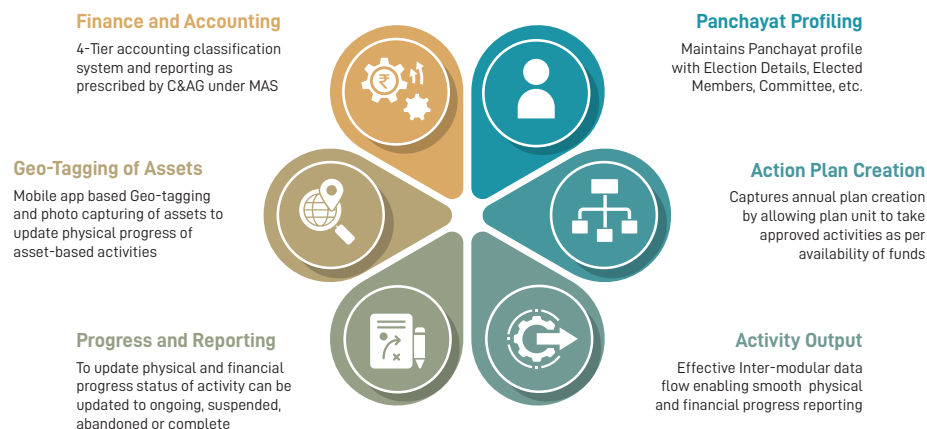 Finance and Accounting
4-Tier accounting classification
system and reporting as
prescribed by C&AG under MAS
Panchayat Profiling
Maintains Panchayat profile
with Election Details, Elected
Members, Committee, etc.
Geo-Tagging of Assets
Mobile app based Geo-tagging
and photo capturing of assets to
update physical progress of
asset-based activities
Action Plan Creation
Captures annual plan creation
by allowing plan unit to take
approved activities as per
availability of funds
Progress and Reporting
To update physical and financial
progress status of activity can be
updated to ongoing, suspended,
abandoned or complete
Activity Output
Effective Inter-modular data
flow enabling smooth physical
and financial progress reporting
₹